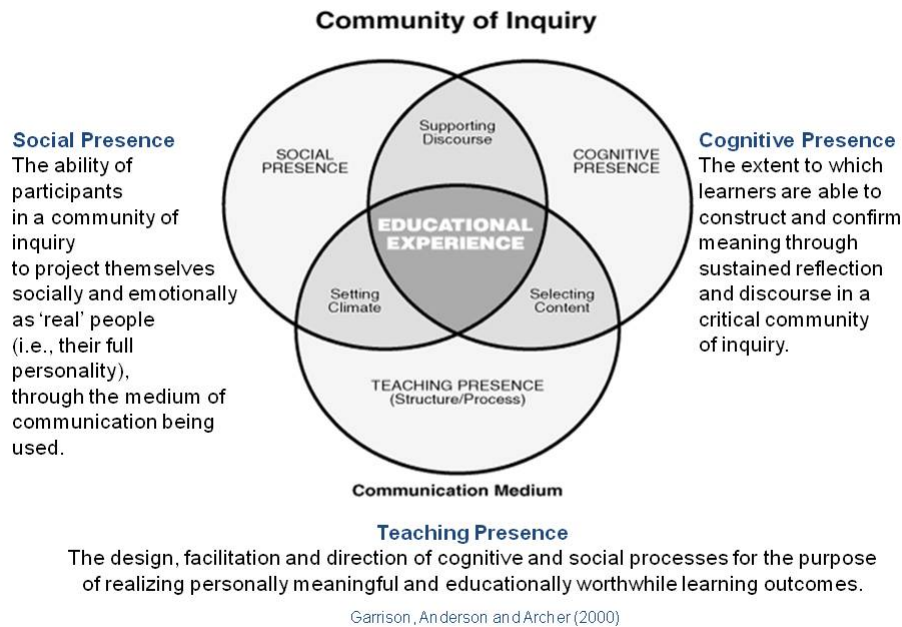 Community of Inquiry
Social Presence
The ability of
participants
in a community of
inquiry
to project themselves
socially and emotionally
as ‘real’ people
(i.e., their full
personality),
through the medium of
communication being
used.
SOCIAL
PRESENCE
Supporting
Discourse
COGNITIVE
PRESENCE
EDUCATIONAL
EXPERIENCE
Setting
Climate
Selecting
Content
TEACHING PRESENCE
(Structure/Process)
Communication Medium
Cognitive Presence
The extent to which
learners are able to
construct and confirm
meaning through
sustained reflection
and discourse in a
critical community
of inquiry.
Teaching Presence
The design, facilitation and direction of cognitive and social processes for the purpose
of realizing personally meaningful and educationally worthwhile learning outcomes.
Garrison, Anderson and Archer (2000)